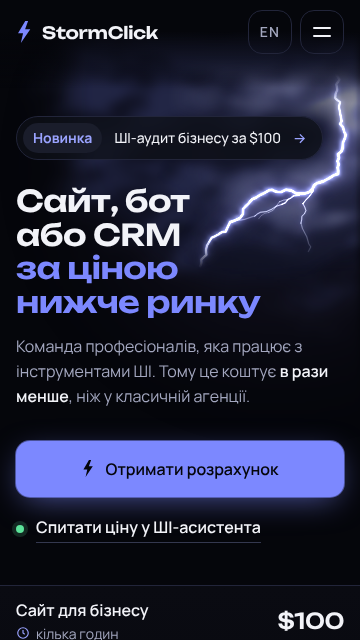 StormClick
EN
Новинка ШІ-аудит бізнесу за $100 →
Сайт, бот
або CRM
за ціною
нижче ринку
Команда професіоналів, яка працює з
інструментами ШІ. Тому це коштує в рази
менше, ніж у класичній агенції.
Отримати розрахунок
Спитати ціну у ШІ-асистента
Сайт для бізнесу
$100
кілька годин